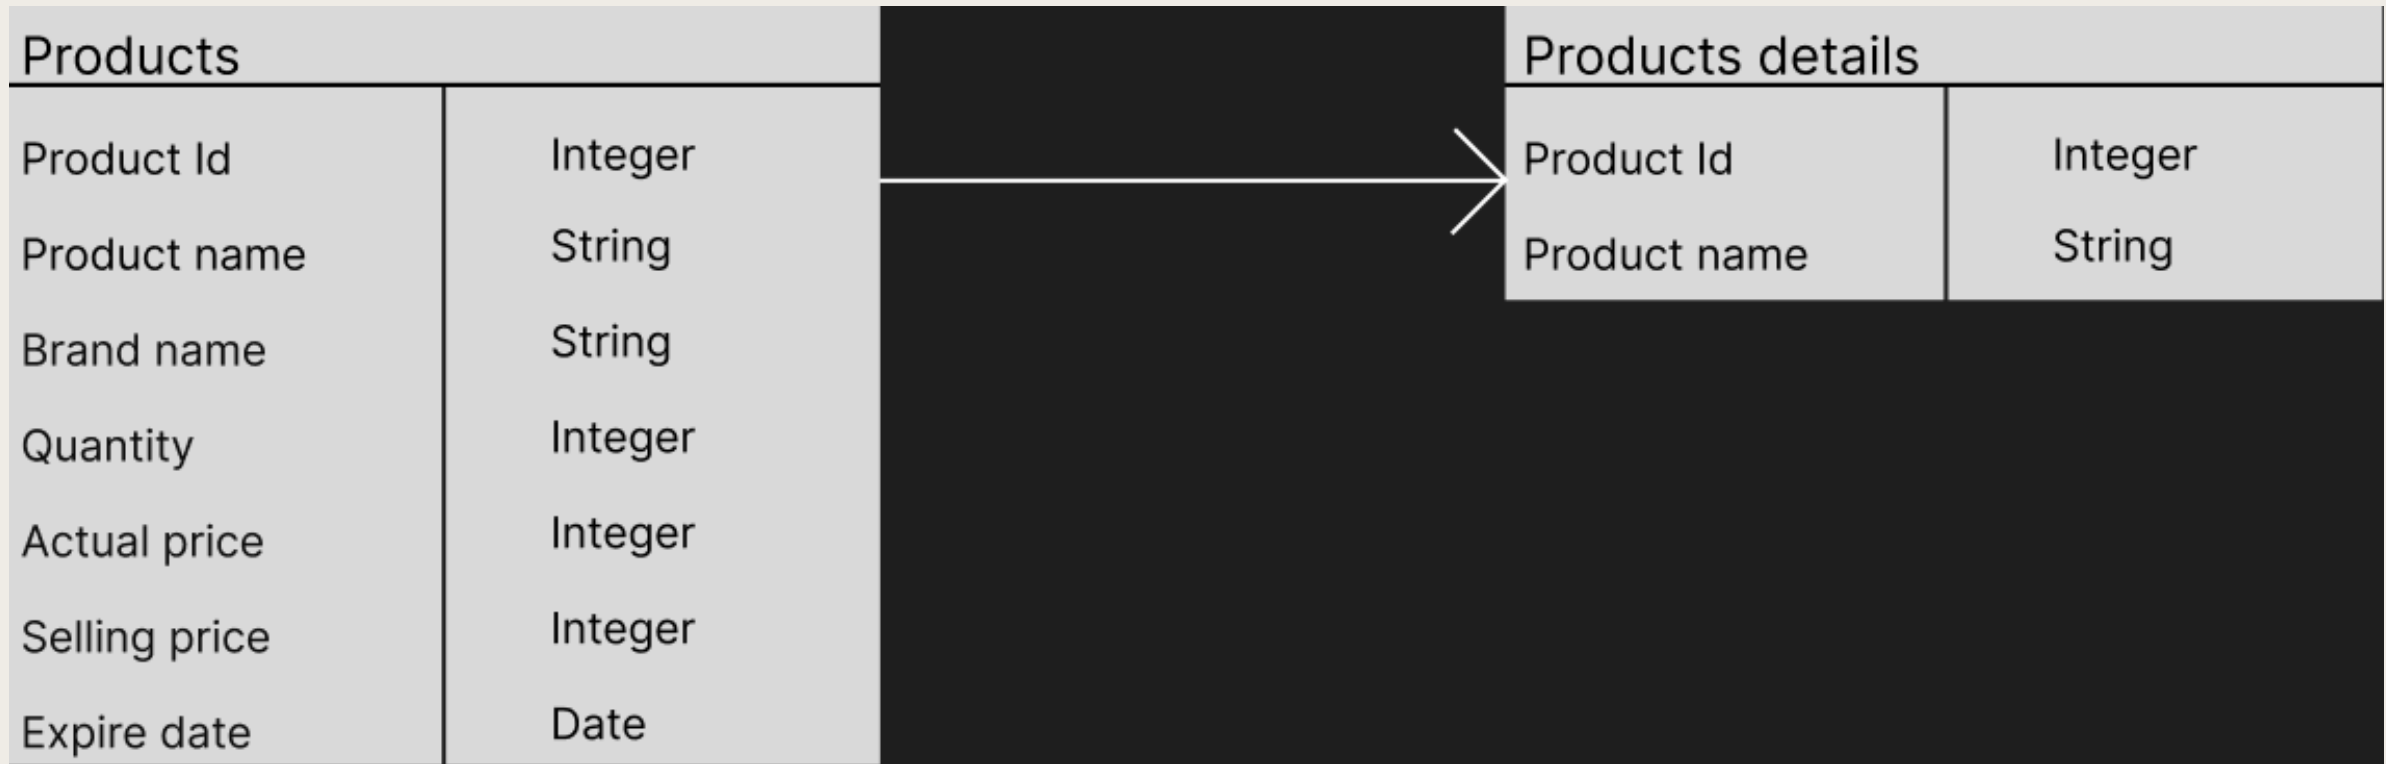 Products
Product Id Integer
Product name String
Brand name String
Quantity Integer
Actual price Integer
Selling price Integer
Expire date Date
Products details
Product Id Integer
Product name String